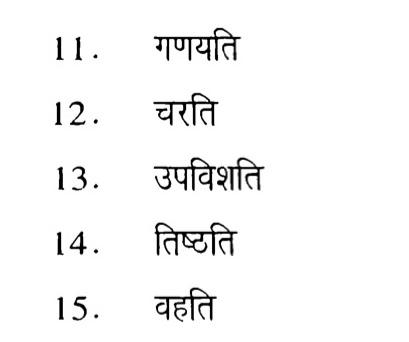 11. गणयति
12. चरति
13. उपविशति
14. तिष्ठति
15. वहति